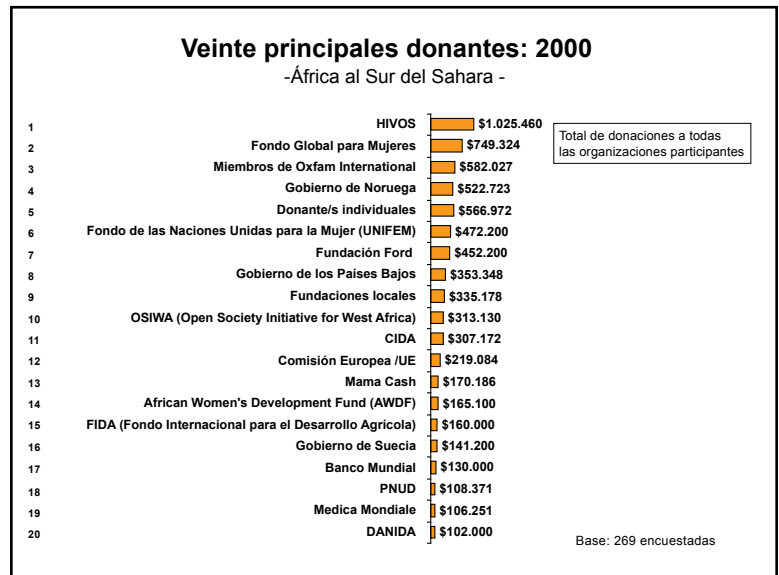 Veinte principales donantes: 2000
-África al Sur del Sahara -
Total de donaciones a todas
las organizaciones participantes
1 HIVOS $1.025.460
2 Fondo Global para Mujeres $749.324
3 Miembros de Oxfam International $582.027
4 Gobierno de Noruega $522.723
5 Donante/s individuales $566.972
6 Fondo de las Naciones Unidas para la Mujer (UNIFEM) $472.200
7 Fundación Ford $452.200
8 Gobierno de los Países Bajos $353.348
9 Fundaciones locales $335.178
10 OSIWA (Open Society Initiative for West Africa) $313.130
11 CIDA $307.172
12 Comisión Europea /UE $219.084
13 Mama Cash $170.186
14 African Women's Development Fund (AWDF) $165.100
15 FIDA (Fondo Internacional para el Desarrollo Agrícola) $160.000
16 Gobierno de Suecia $141.200
17 Banco Mundial $130.000
18 PNUD $108.371
19 Medica Mondiale $106.251
20 DANIDA $102.000
Base: 269 encuestadas